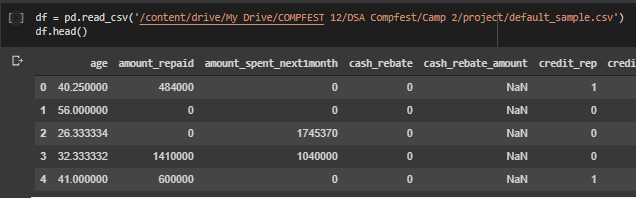 df = pd.read_csv('/content/drive/My Drive/COMPFEST 12/DSA Compfest/Camp 2/project/default_sample.csv')
df.head()
age amount_repaid amount_spent_next1month cash_rebate cash_rebate_amount credit_rep credi
0 40.250000 484000 0 0 NaN 1
1 56.000000 0 0 0 NaN 0
2 26.333334 0 1745370 0 NaN 0
3 32.333332 1410000 1040000 0 NaN 0
4 41.000000 600000 0 0 NaN 1